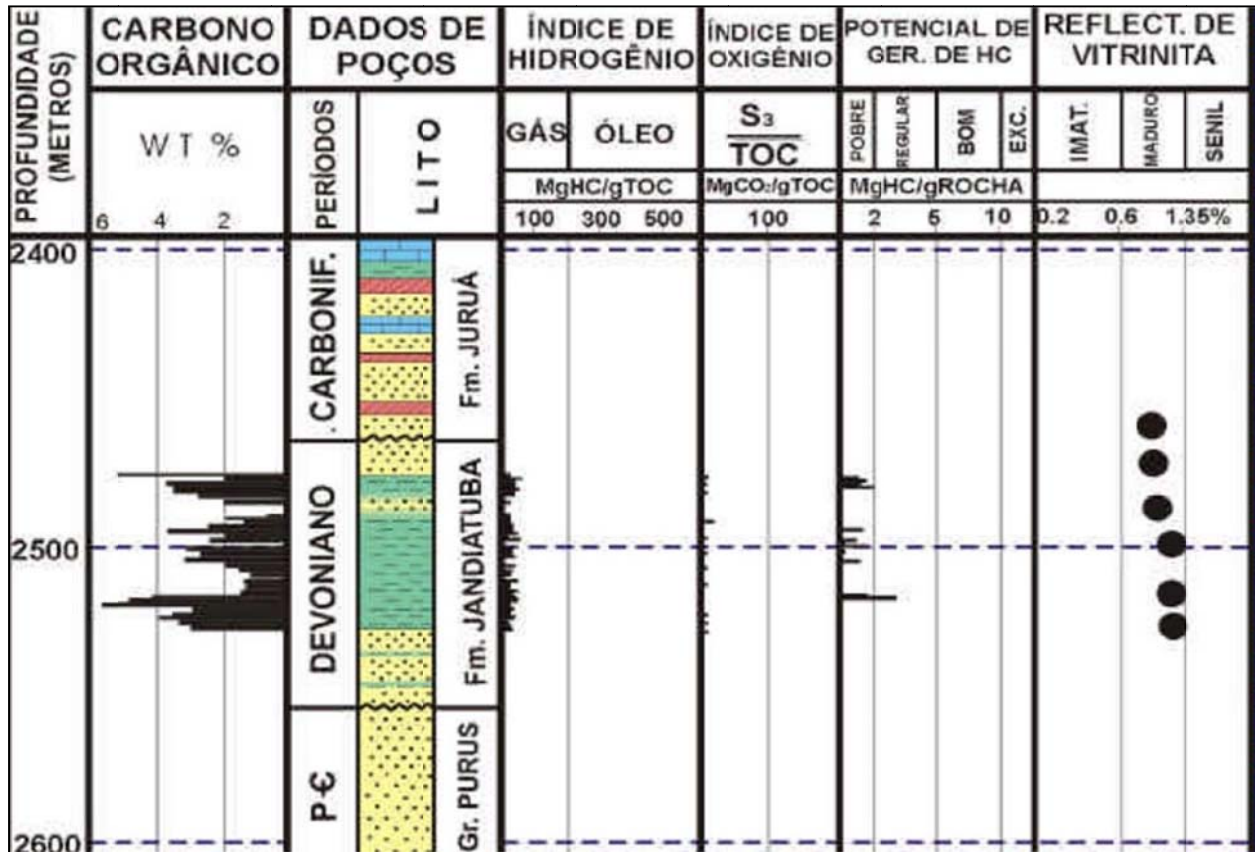 PROFUNDIDADE
(METROS)
CARBONO
ORGÂNICO
WT %
6 4 2
DADOS DE
POÇOS
PERÍODOS
LITO
ÍNDICE DE
HIDROGÊNIO
GÁS ÓLEO
MgHC/gTOC
100 300 500
ÍNDICE DE
OXIGÊNIO
S3
TOC
MgCO2/gTOC
100
POTENCIAL DE
GER. DE HC
POBRE
REGULAR
BOM
EXC.
MgHC/gROCHA
2 6 10
REFLECT. DE
VITRINITA
IMAT.
MADURO
SENIL
0.2 0.6 1.35%
2400
2500
2600
. CARBONIF.
Fm. JURUÁ
DEVONIANO
Fm. JANDIATUBA
P-Є
Gr. PURUS